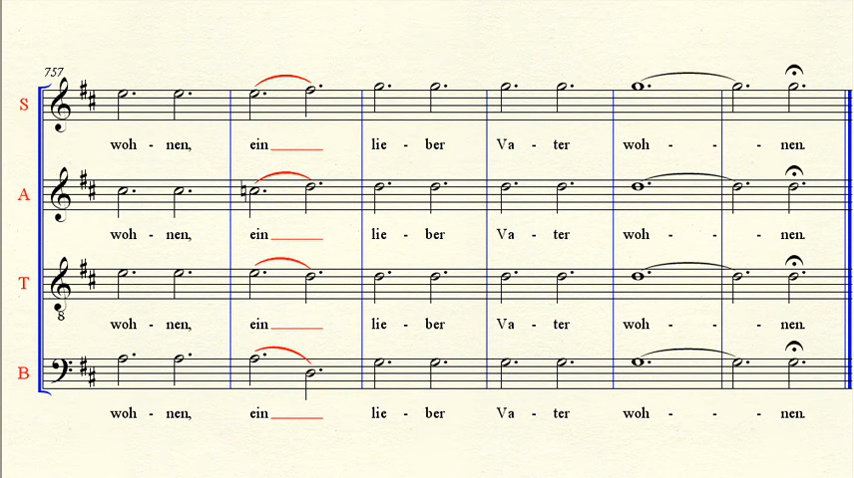 757
S
woh - nen, ein lie - ber Va - ter woh - - - nen.
A
woh - nen, ein lie - ber Va - ter woh - - - nen.
T
8
woh - nen, ein lie - ber Va - ter woh - - - nen.
B
woh - nen, ein lie - ber Va - ter woh - - - nen.